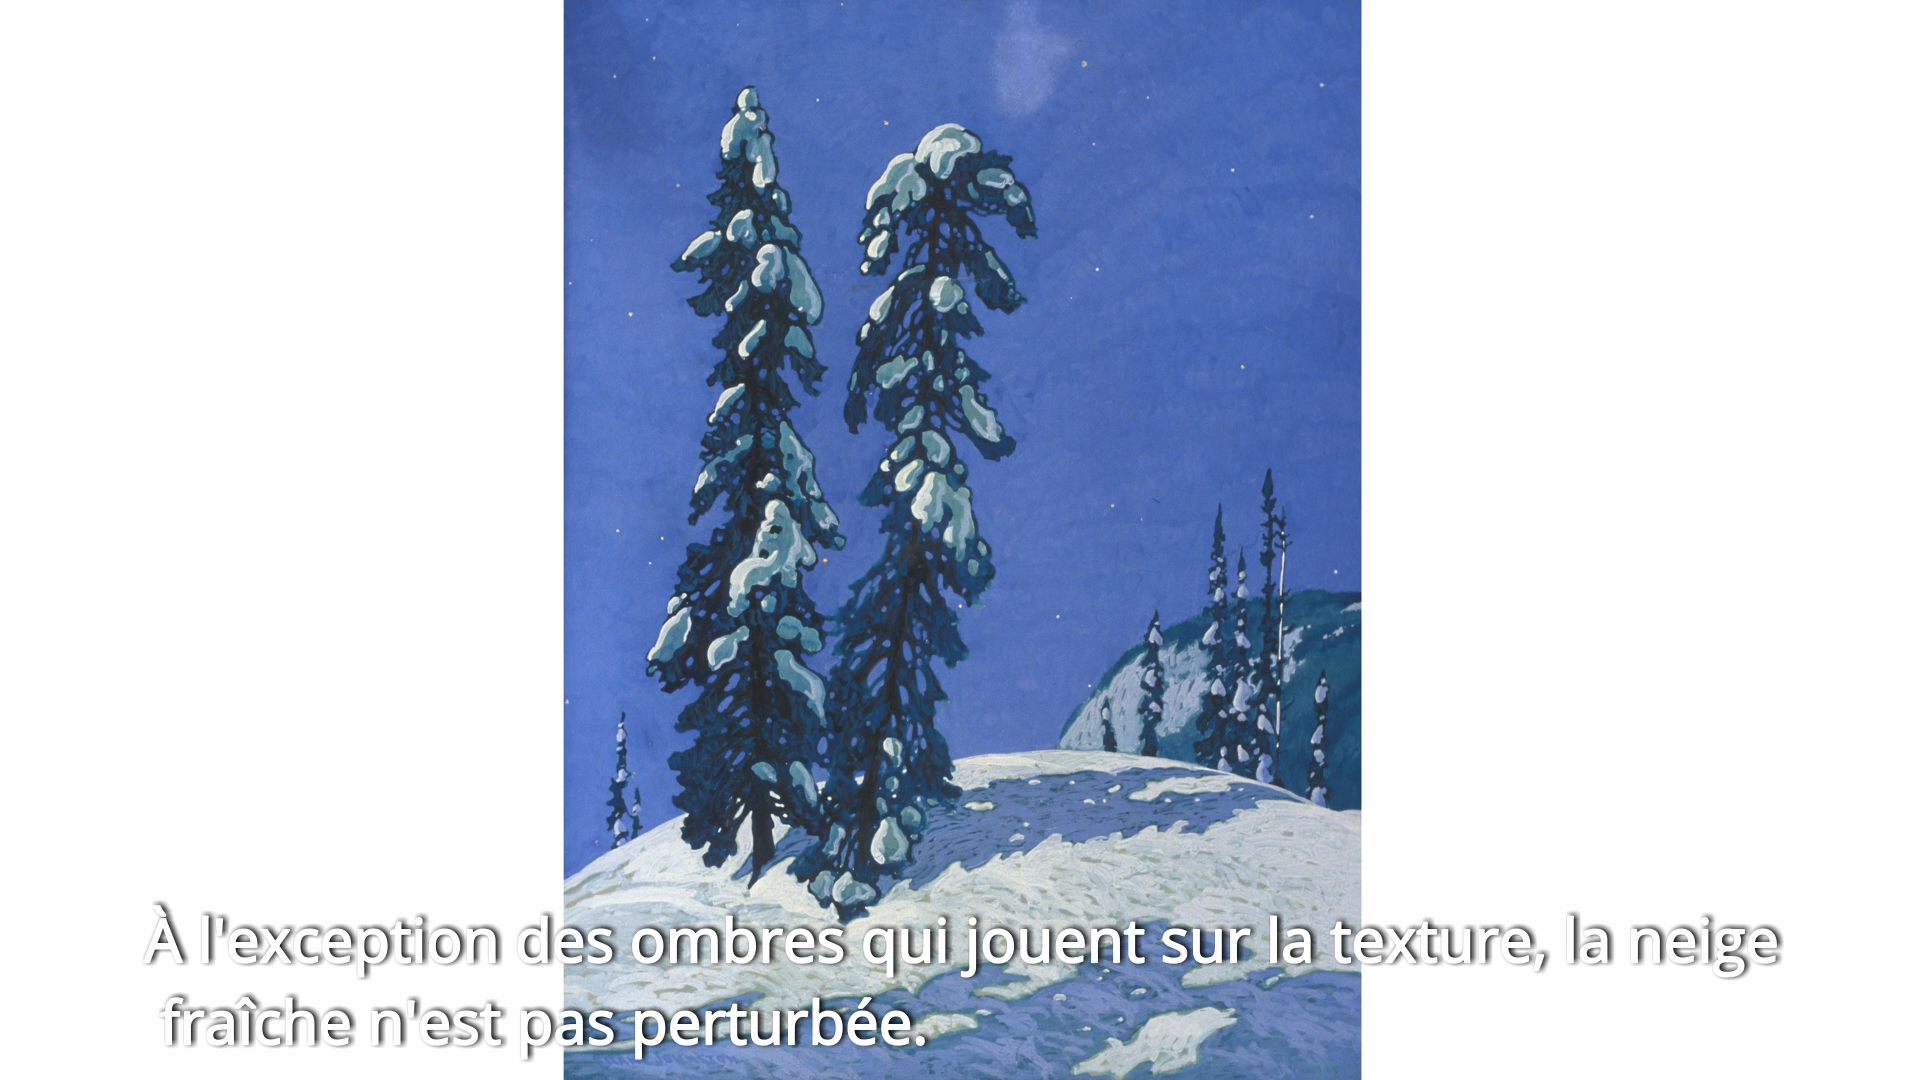 À l'exception des ombres qui jouent sur la texture, la neige
fraîche n'est pas perturbée.